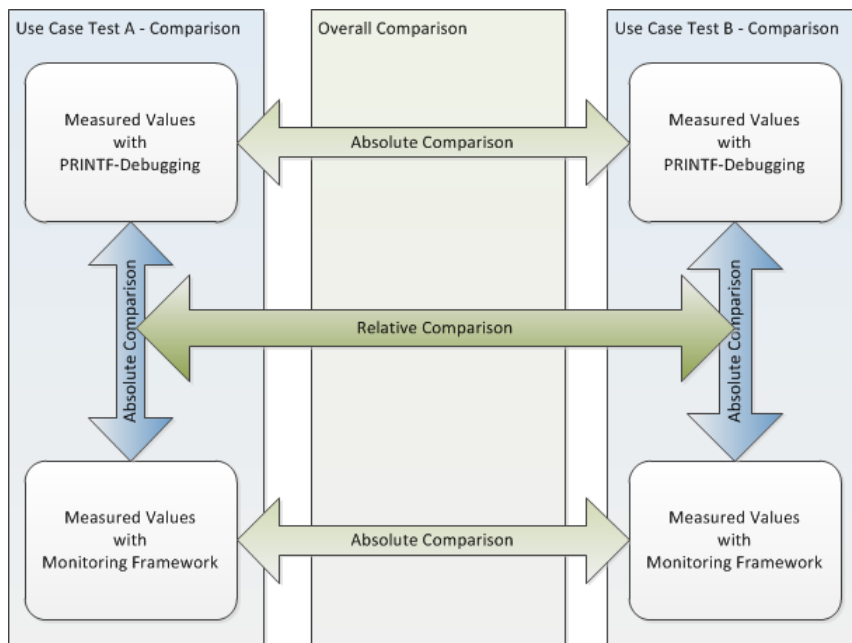 Use Case Test A - Comparison
Overall Comparison
Use Case Test B - Comparison
Measured Values
with
PRINTF-Debugging
Absolute Comparison
Measured Values
with
PRINTF-Debugging
Absolute Comparison
Relative Comparison
Absolute Comparison
Measured Values
with
Monitoring Framework
Absolute Comparison
Measured Values
with
Monitoring Framework